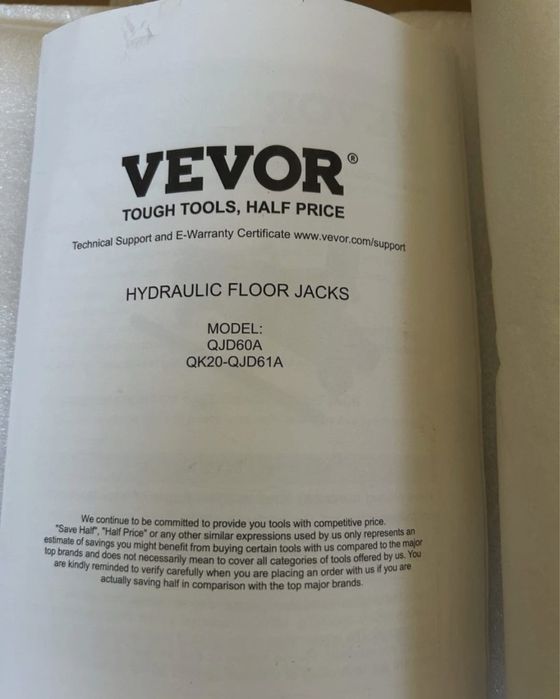 VEVOR®
TOUGH TOOLS, HALF PRICE
Technical Support and E-Warranty Certificate www.vevor.com/support
HYDRAULIC FLOOR JACKS
MODEL:
QJD60A
QK20-QJD61A
We continue to be committed to provide you tools with competitive price.
"Save Half", "Half Price" or any other similar expressions used by us only represents an
estimate of savings you might benefit from buying certain tools with us compared to the major
top brands and does not necessarily mean to cover all categories of tools offered by us. You
are kindly reminded to verify carefully when you are placing an order with us if you are
actually saving half in comparison with the top major brands.